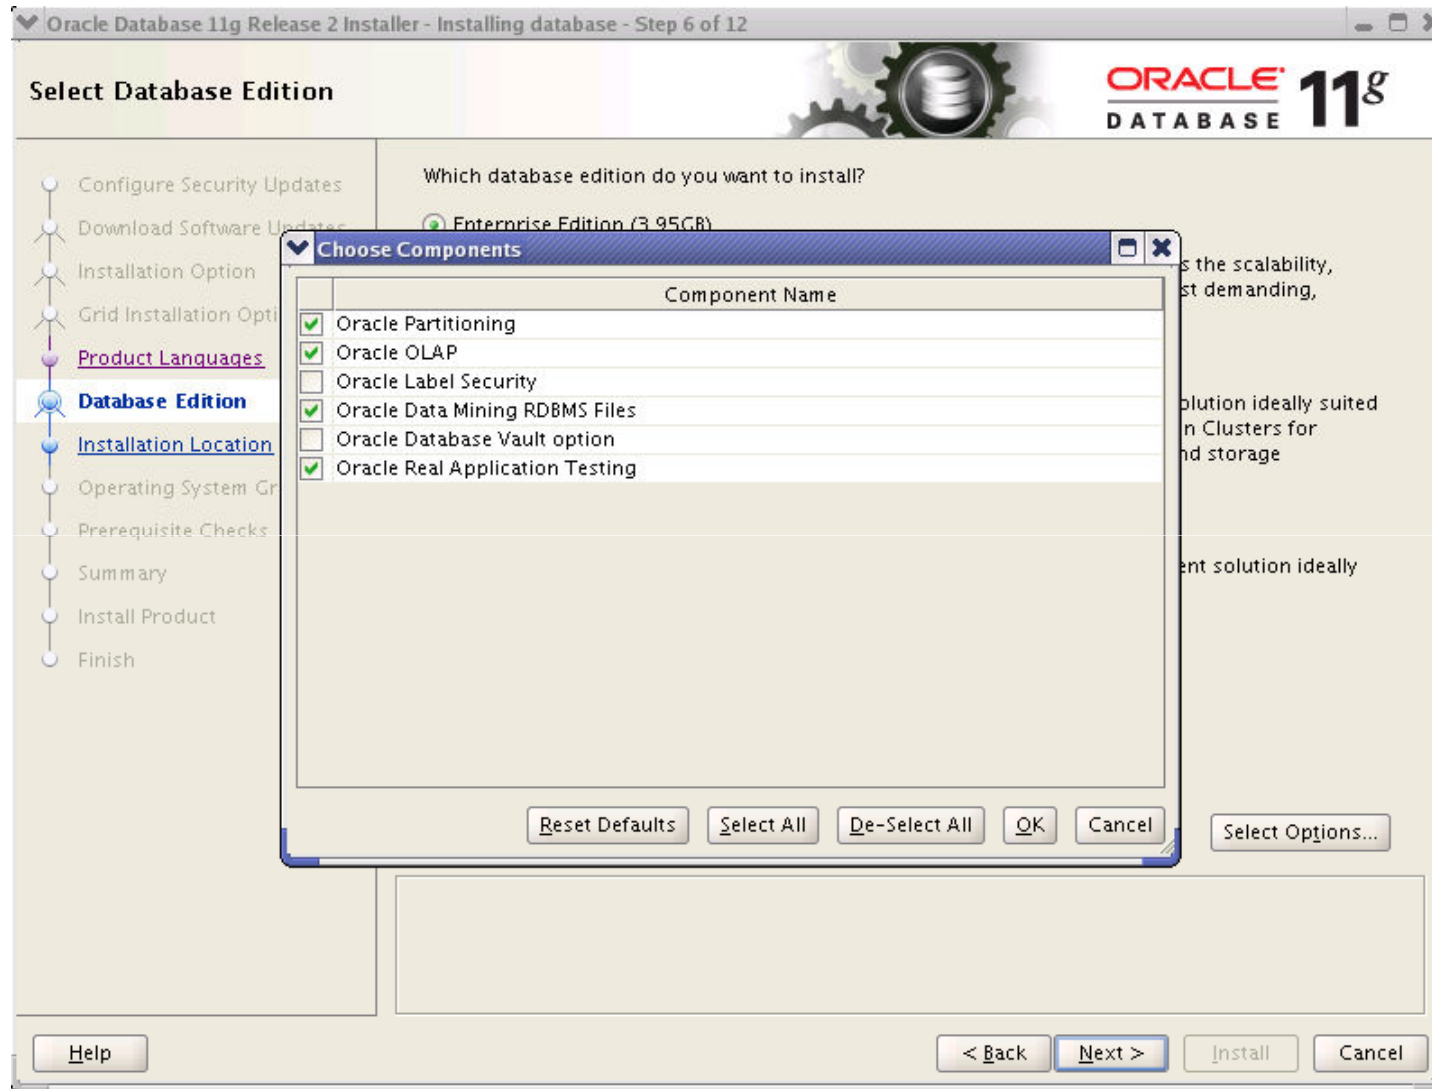 Oracle Database 11g Release 2 Installer - Installing database - Step 6 of 12
Select Database Edition
ORACLE
DATABASE
11g
Configure Security Updates
Download Software Updates
Installation Option
Grid Installation Opti
Product Languages
Database Edition
Installation Location
Operating System Gr
Prerequisite Checks
Summary
Install Product
Finish
Which database edition do you want to install?
Enterprise Edition (3.95GB)
s the scalability,
st demanding,
olution ideally suited
n Clusters for
nd storage
ent solution ideally
Choose Components
Component Name
Oracle Partitioning
Oracle OLAP
Oracle Label Security
Oracle Data Mining RDBMS Files
Oracle Database Vault option
Oracle Real Application Testing
Reset Defaults
Select All
De-Select All
OK
Cancel
Select Options...
Help
< Back
Next >
Install
Cancel